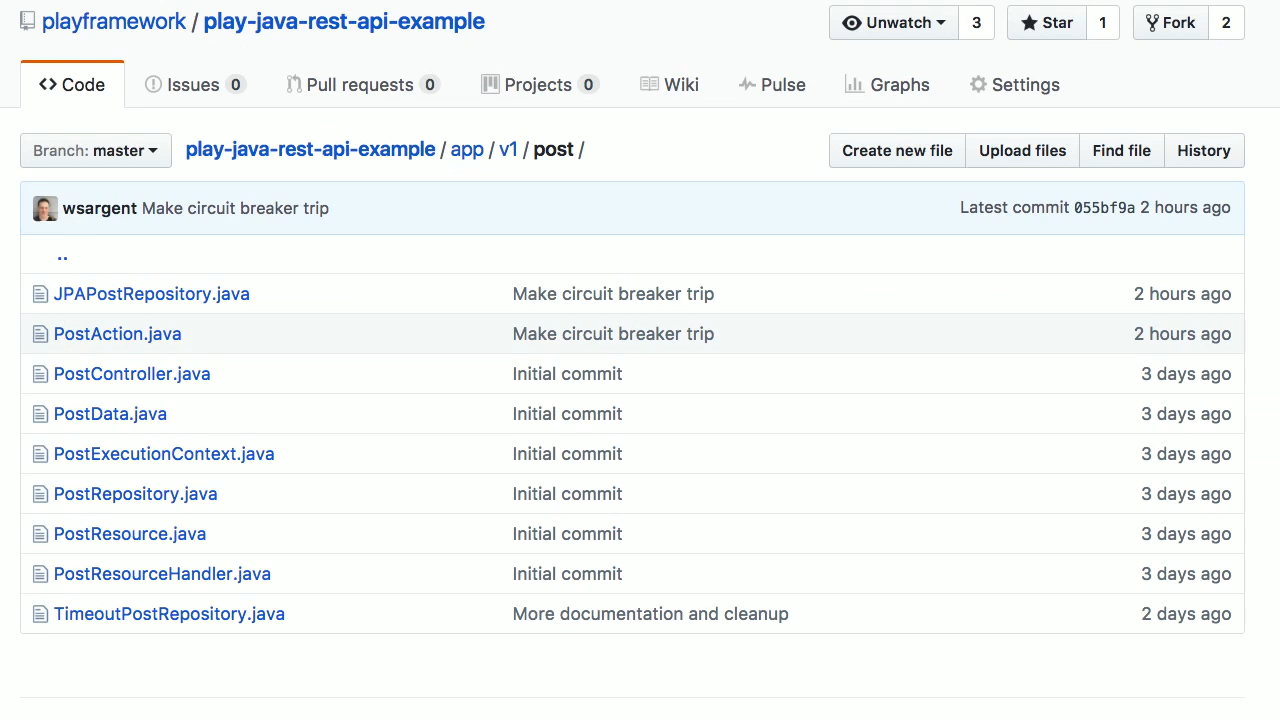 playframework / play-java-rest-api-example Unwatch 3 Star 1 Fork 2
Code Issues 0 Pull requests 0 Projects 0 Wiki Pulse Graphs Settings
Branch: master play-java-rest-api-example / app / v1 / post / Create new file Upload files Find file History
wsargent Make circuit breaker trip Latest commit 055bf9a 2 hours ago
..
JPAPostRepository.java Make circuit breaker trip 2 hours ago
PostAction.java Make circuit breaker trip 2 hours ago
PostController.java Initial commit 3 days ago
PostData.java Initial commit 3 days ago
PostExecutionContext.java Initial commit 3 days ago
PostRepository.java Initial commit 3 days ago
PostResource.java Initial commit 3 days ago
PostResourceHandler.java Initial commit 3 days ago
TimeoutPostRepository.java More documentation and cleanup 2 days ago